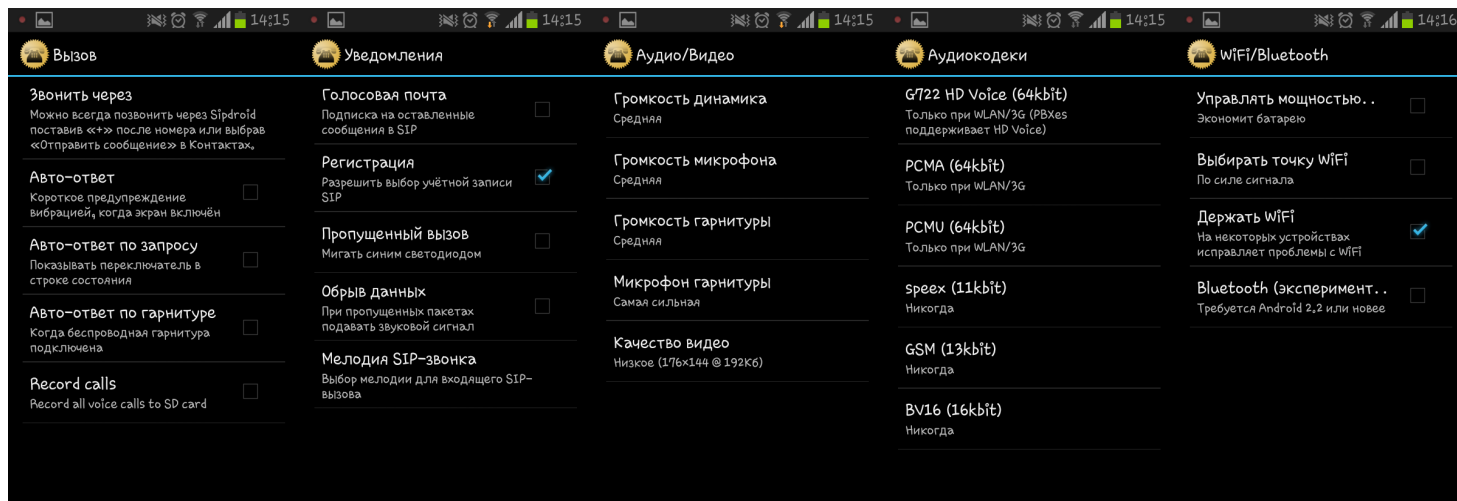 14:15
Вызов
Звонить через
Можно всегда позвонить через Sipdroid
поставив «+» после номера или выбрав
«Отправить сообщение» в Контактах.
Авто-ответ
Короткое предупреждение
вибрацией, когда экран включён
Авто-ответ по запросу
Показывать переключатель в
строке состояния
Авто-ответ по гарнитуре
Когда беспроводная гарнитура
подключена
Record calls
Record all voice calls to SD card
14:15
Уведомления
Голосовая почта
Подписка на оставленные
сообщения в SIP
Регистрация
Разрешить выбор учётной записи
SIP
Пропущенный вызов
Мигать синим светодиодом
Обрыв данных
При пропущенных пакетах
подавать звуковой сигнал
Мелодия SIP-звонка
Выбор мелодии для входящего SIP-
вызова
14:15
Аудио/Видео
Громкость динамика
Средняя
Громкость микрофона
Средняя
Громкость гарнитуры
Средняя
Микрофон гарнитуры
Самая сильная
Качество видео
Низкое (176x144 @ 192Кб)
14:15
Аудиокодеки
G722 HD Voice (64kbit)
Только при WLAN/3G (PBXes
поддерживает HD Voice)
PCMA (64kbit)
Только при WLAN/3G
PCMU (64kbit)
Только при WLAN/3G
speex (11kbit)
Никогда
GSM (13kbit)
Никогда
BV16 (16kbit)
Никогда
14:16
WiFi/Bluetooth
Управлять мощностью..
Экономит батарею
Выбирать точку WiFi
По силе сигнала
Держать WiFi
На некоторых устройствах
исправляет проблемы с WiFi
Bluetooth (эксперимент..
Требуется Android 2.2 или новее